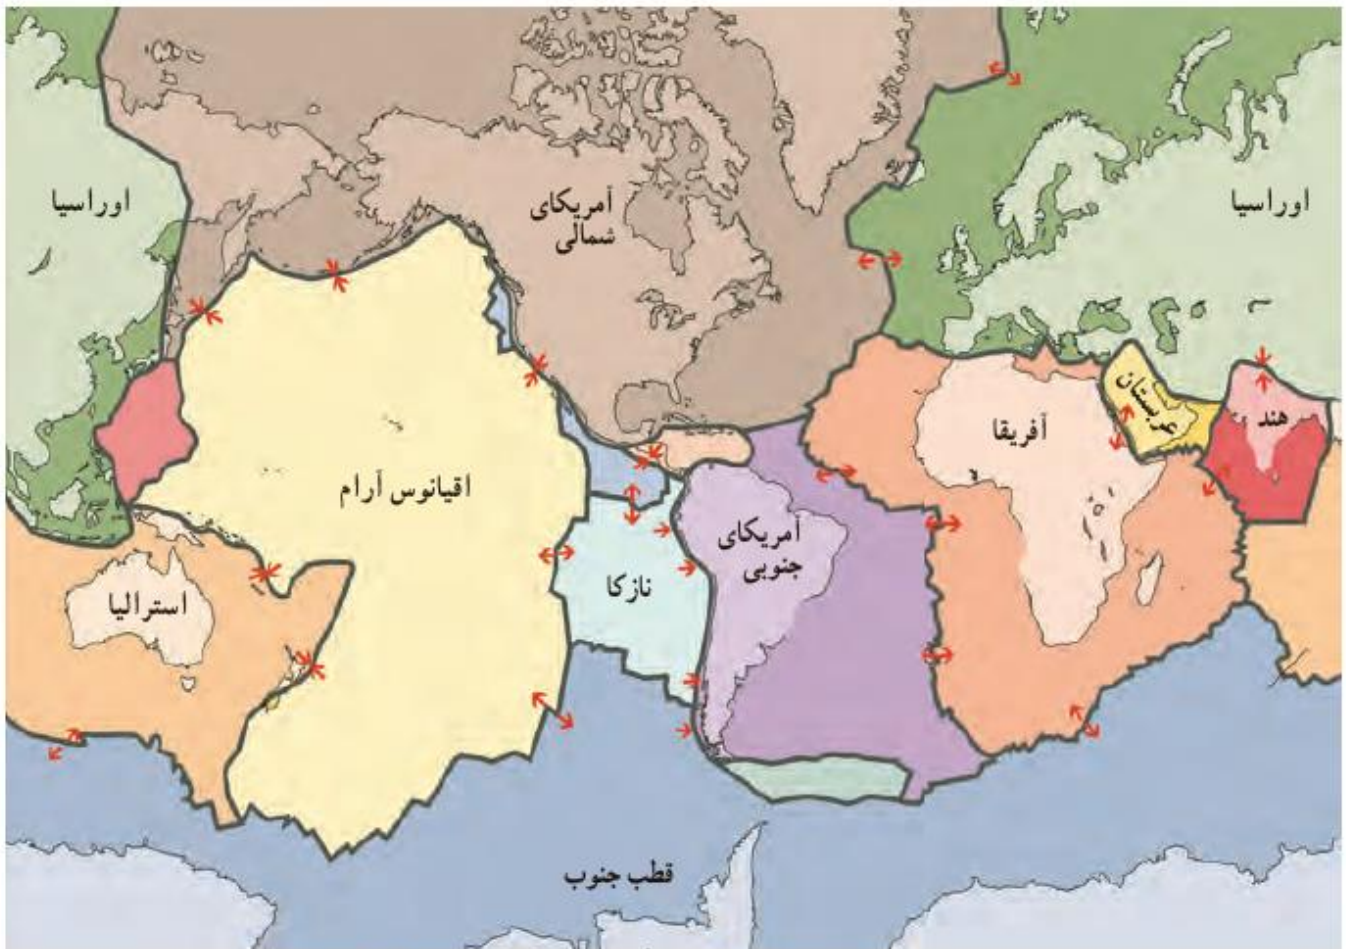 اوراسیا
آمریکای
شمالی
اوراسیا
عربستان
هند
آفریقا
اقیانوس آرام
آمریکای
جنوبی
نازکا
استرالیا
قطب جنوب